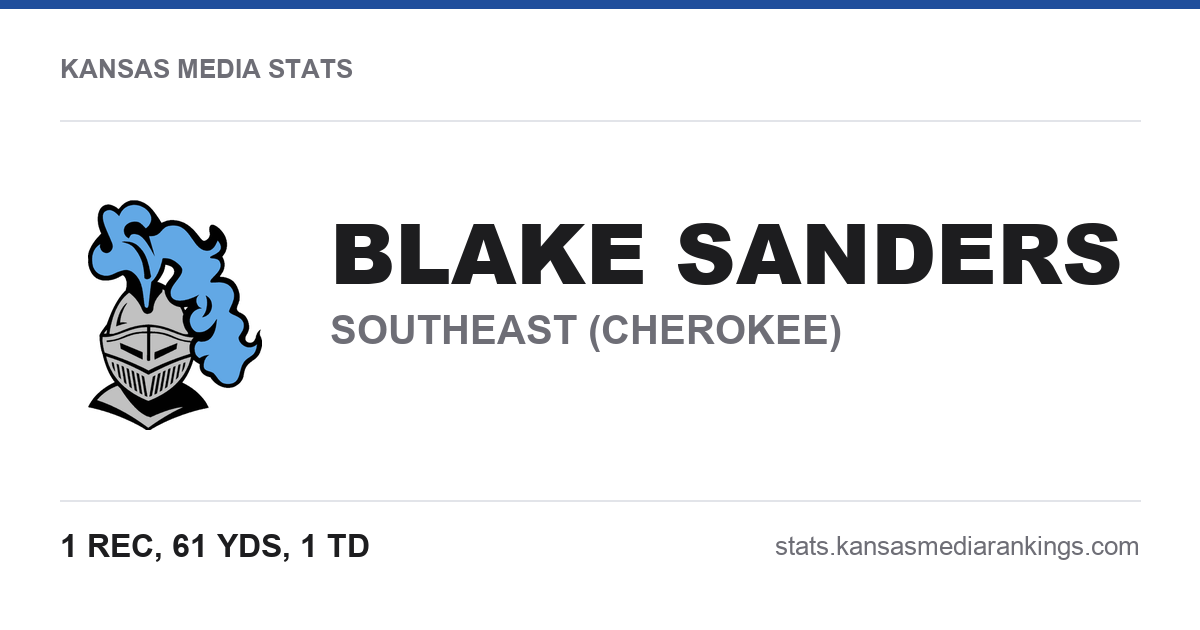 KANSAS MEDIA STATS
BLAKE SANDERS
SOUTHEAST (CHEROKEE)
1 REC, 61 YDS, 1 TD
stats.kansasmediarankings.com